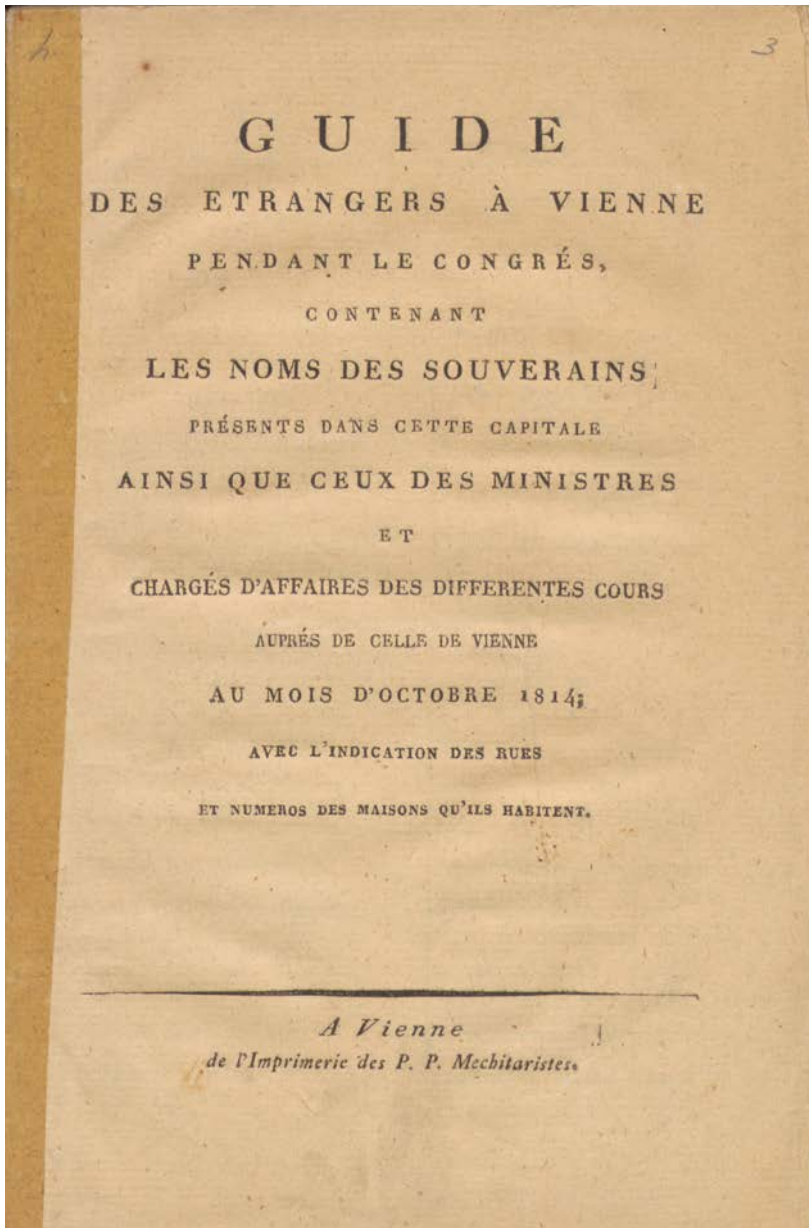 3
GUIDE
DES ETRANGERS À VIENNE
PENDANT LE CONGRÉS,
CONTENANT
LES NOMS DES SOUVERAINS,
PRÉSENTS DANS CETTE CAPITALE
AINSI QUE CEUX DES MINISTRES
ET
CHARGÉS D'AFFAIRES DES DIFFERENTES COURS
AUPRÉS DE CELLE DE VIENNE
AU MOIS D'OCTOBRE 1814;
AVEC L'INDICATION DES RUES
ET NUMEROS DES MAISONS QU'ILS HABITENT.
A Vienne
de l'Imprimerie des P. P. Mechitaristes.